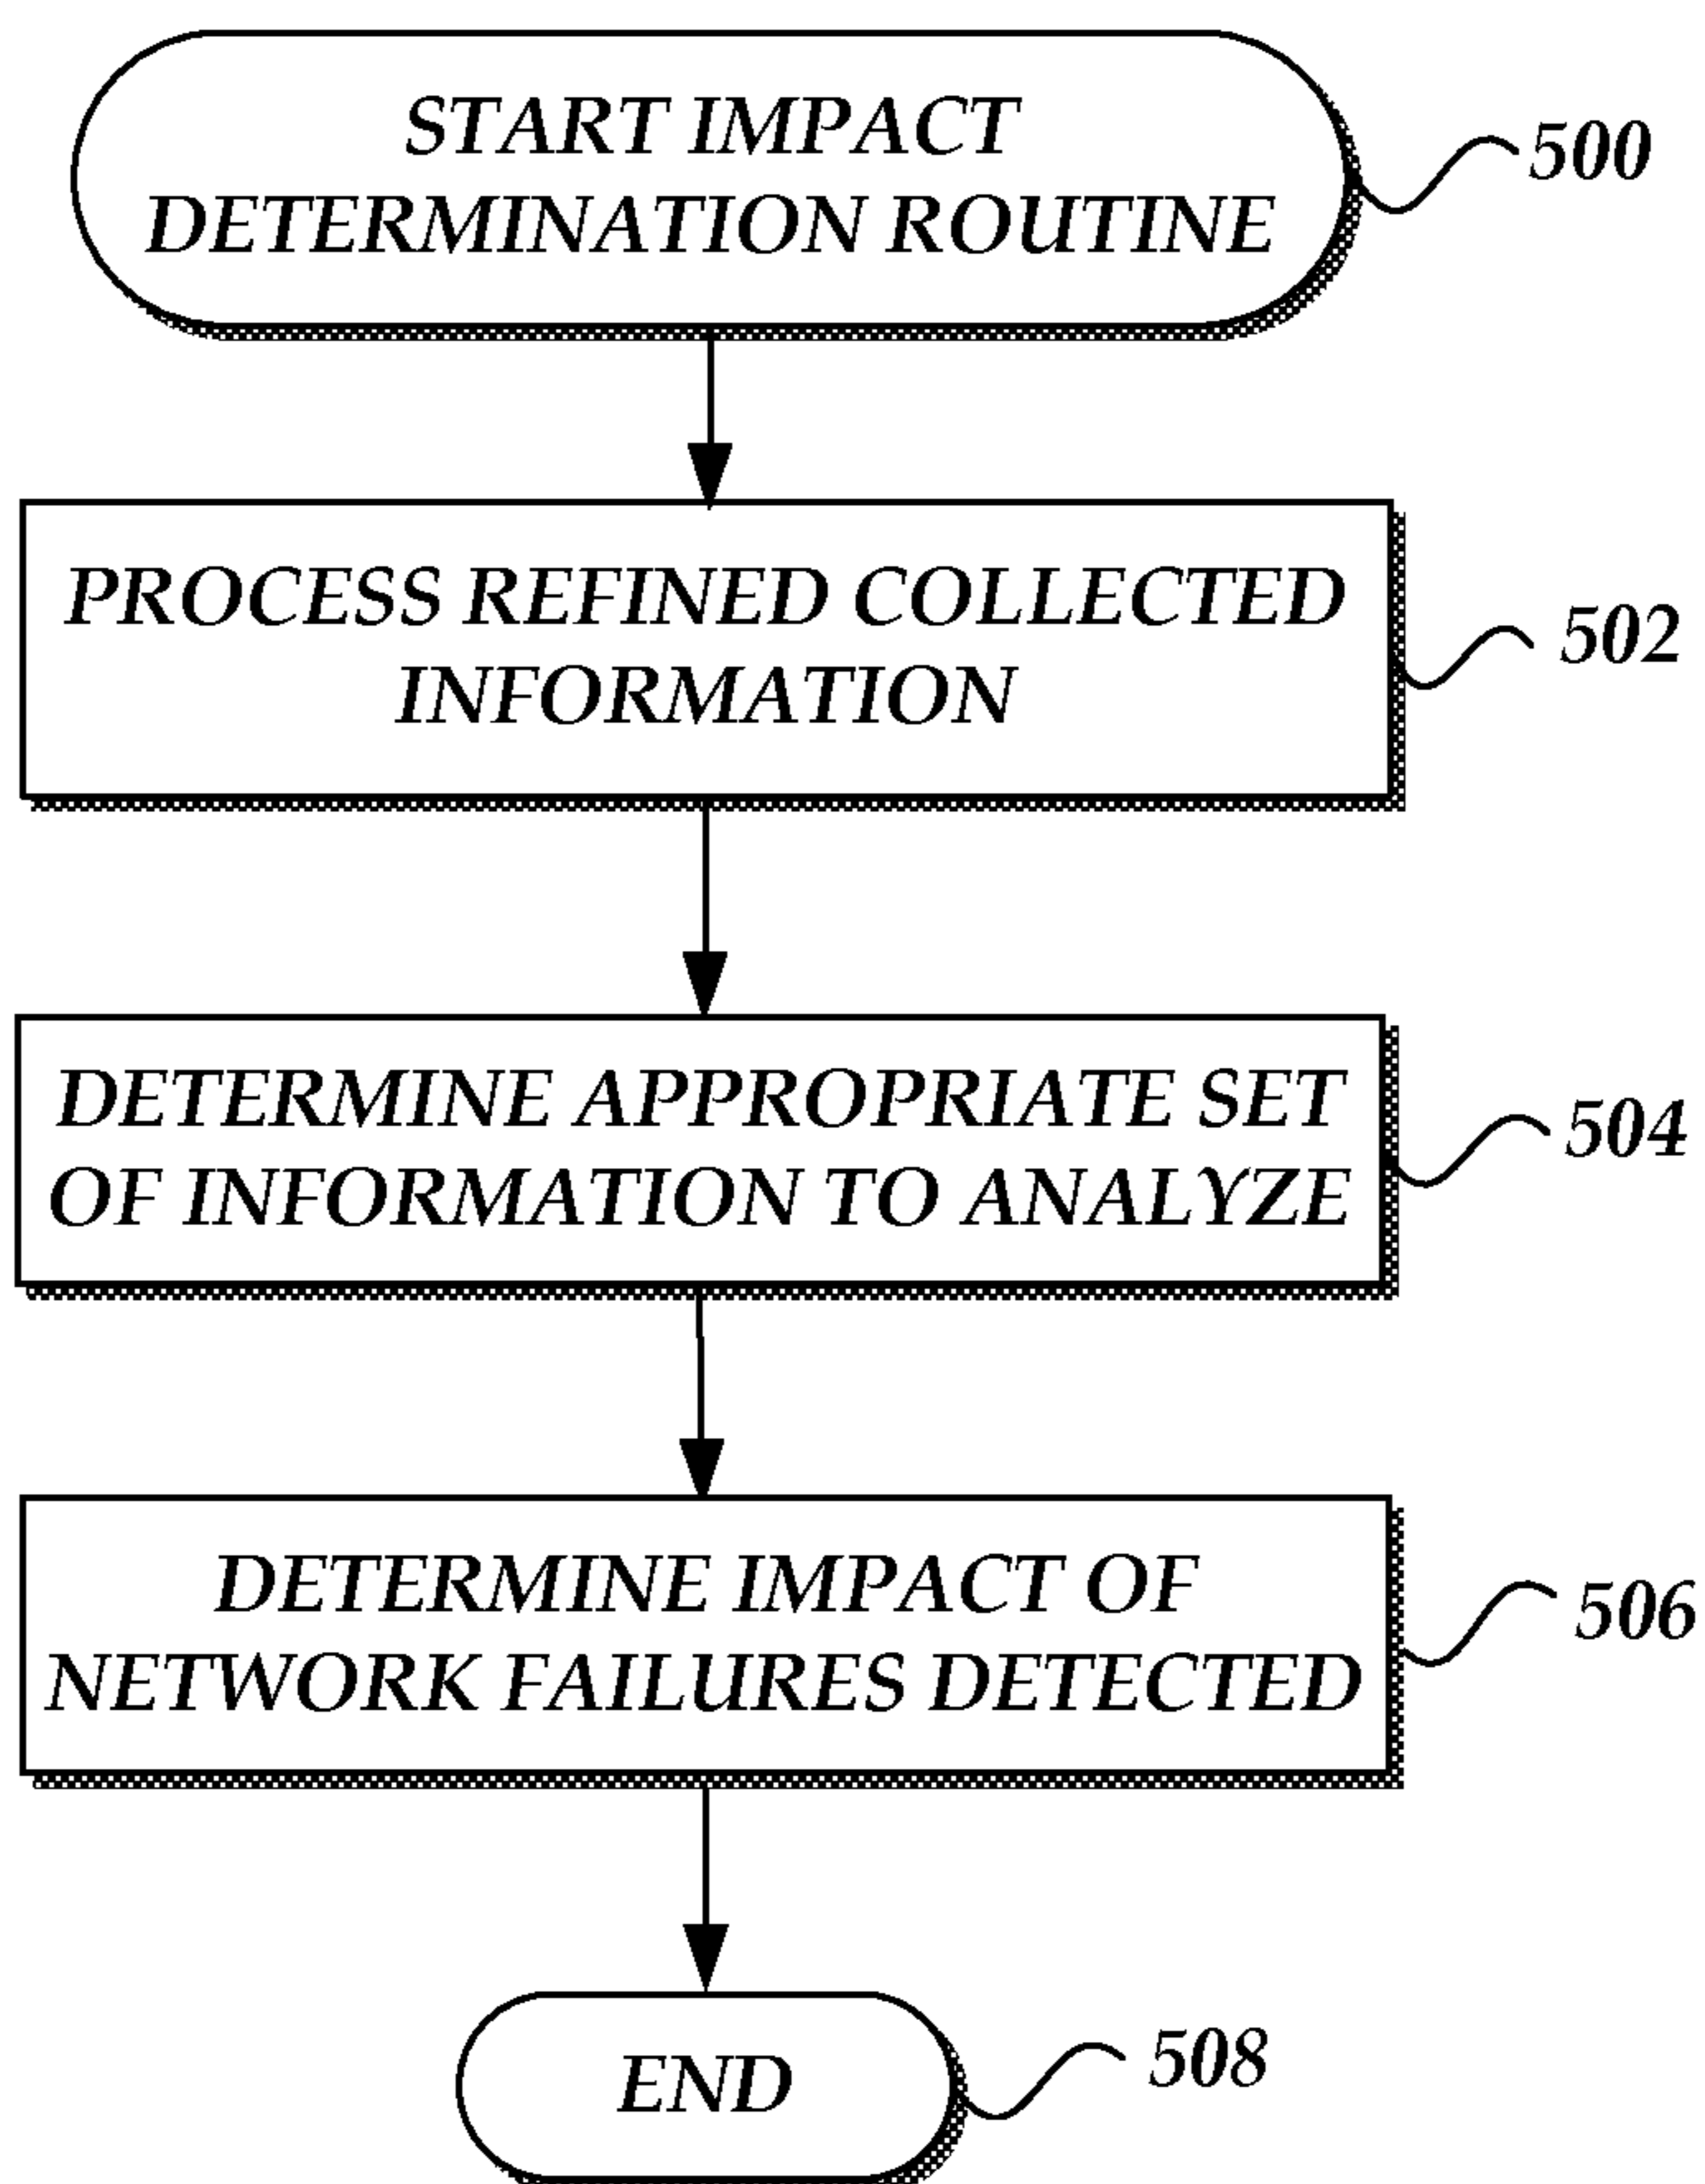 START IMPACT
DETERMINATION ROUTINE
500
PROCESS REFINED COLLECTED
INFORMATION
502
DETERMINE APPROPRIATE SET
OF INFORMATION TO ANALYZE
504
DETERMINE IMPACT OF
NETWORK FAILURES DETECTED
506
END
508